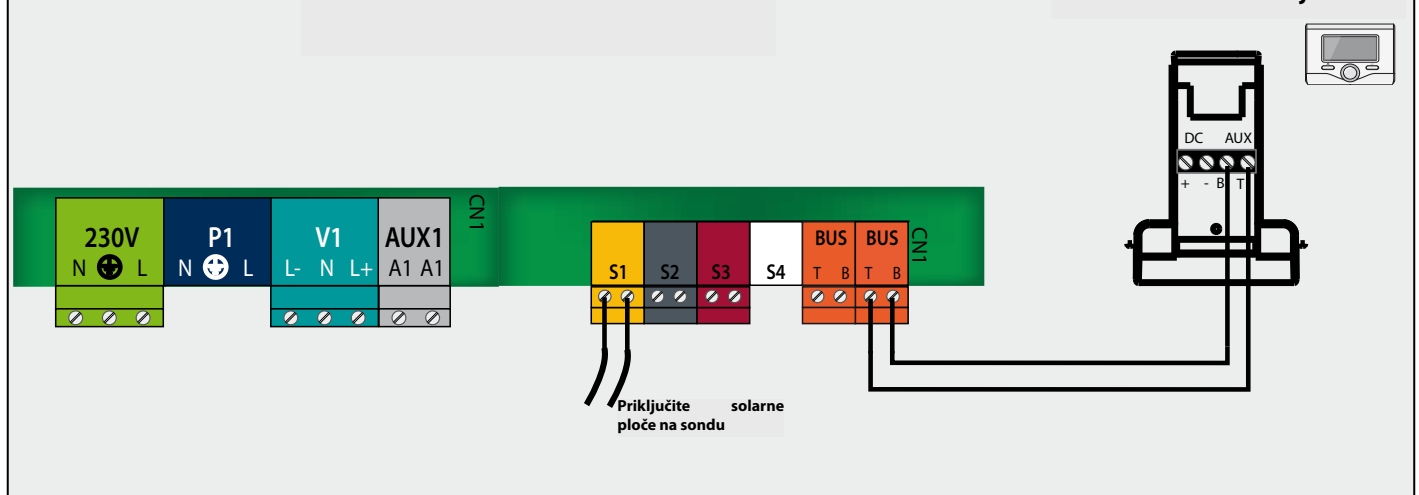 DC AUX
+ - B T
CN1
230V P1 V1 AUX1
N L N L L- N L+ A1 A1
CN1
BUS BUS
S1 S2 S3 S4 T B T B
Priključite solarne
ploče na sondu